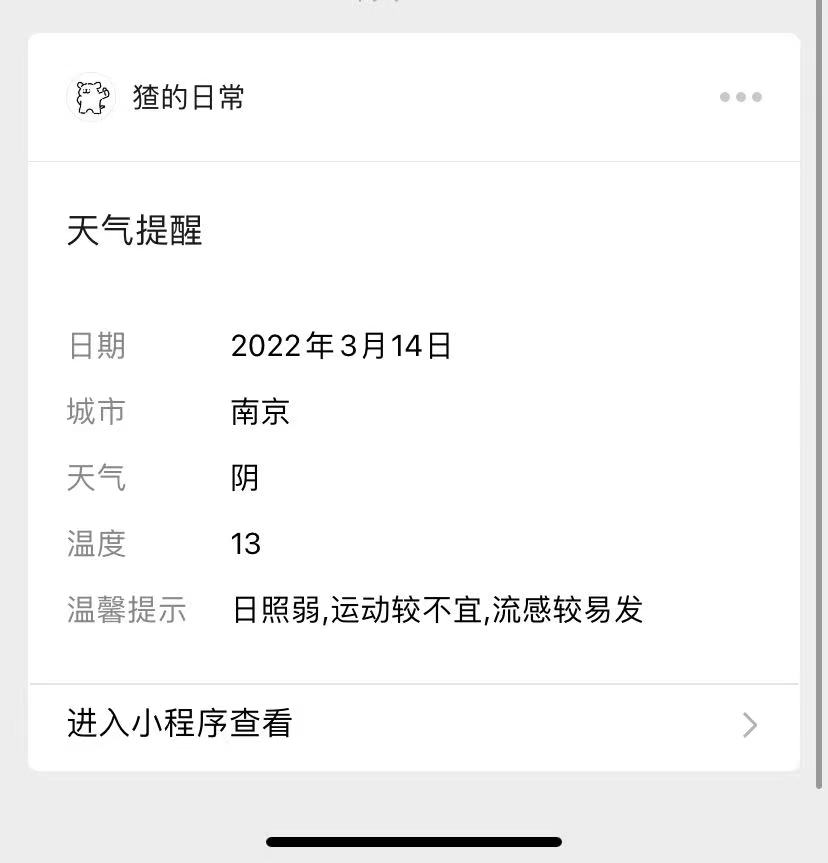 猹的日常
天气提醒
日期 2022年3月14日
城市 南京
天气 阴
温度 13
温馨提示 日照弱,运动较不宜,流感较易发
进入小程序查看